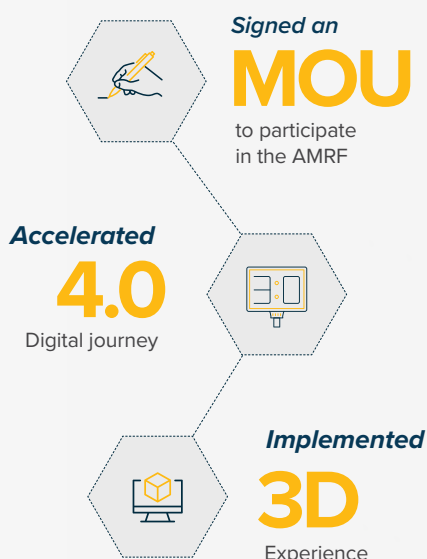 Signed an
MOU
to participate
in the AMRF
Accelerated
4.0
Digital journey
Implemented
3D
Experience